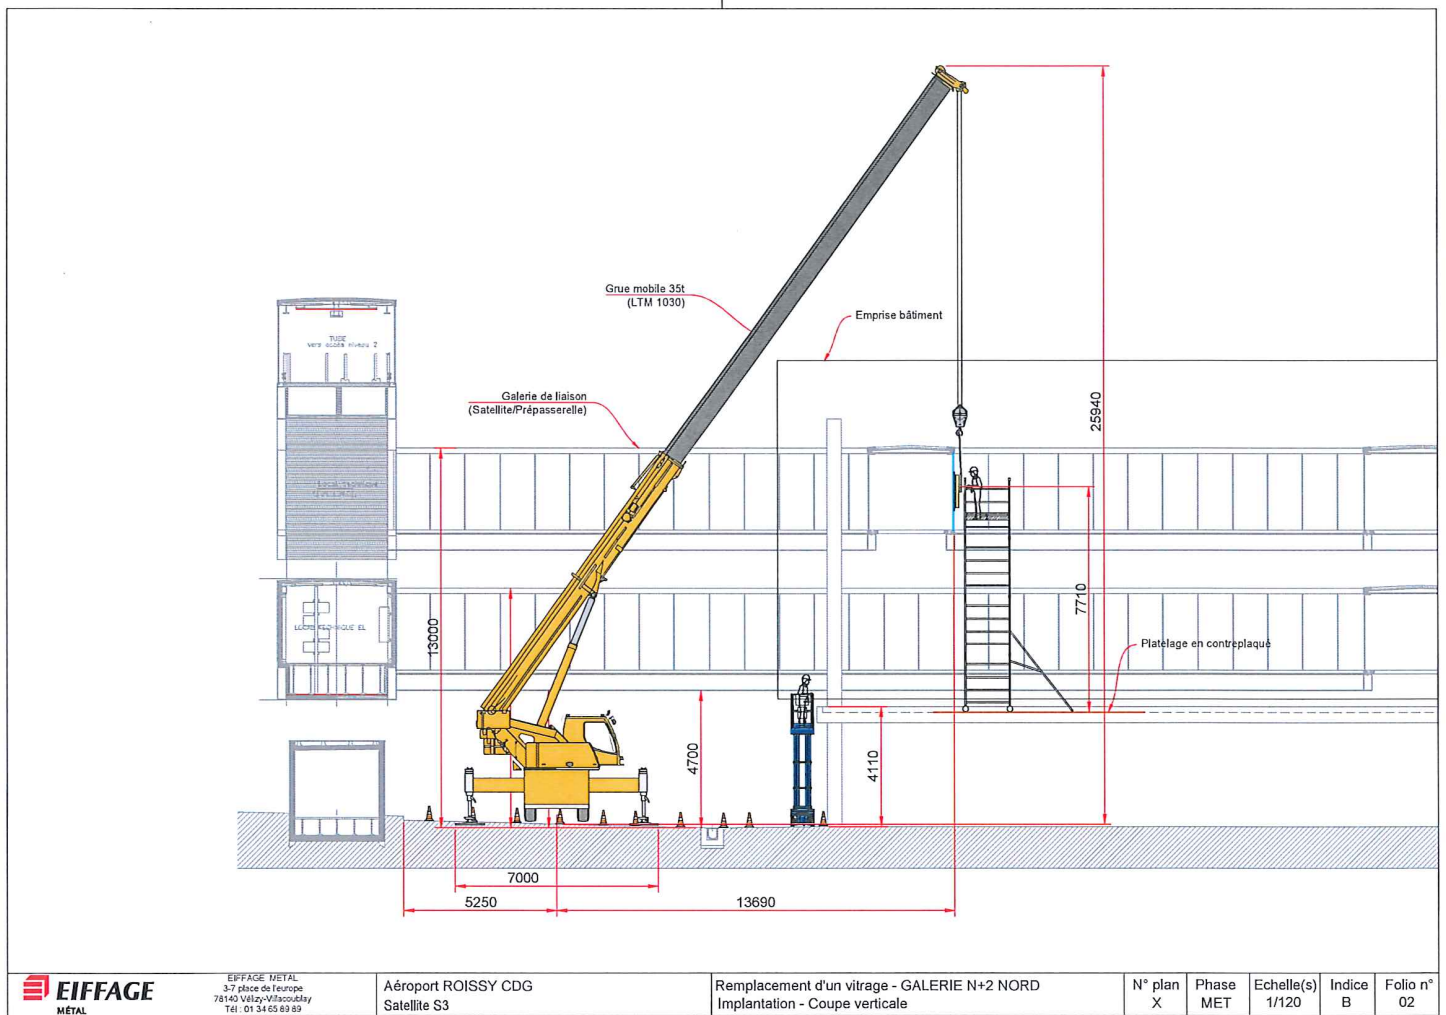 Grue mobile 35t
(LTM 1030)
Emprise bâtiment
TUBE
vers accès niveau 2
Galerie de liaison
(Satellite/Prépasserelle)
25940
13000
7710
LOCAL TECHNIQUE EL
Platelage en contreplaqué
4700
4110
7000
5250
13690
EIFFAGE
MÉTAL
EIFFAGE METAL
3-7 place de l'europe
78140 Vélizy-Villacoublay
Tél : 01 34 65 89 89
Aéroport ROISSY CDG
Satellite S3
Remplacement d'un vitrage - GALERIE N+2 NORD
Implantation - Coupe verticale
N° plan
X
Phase
MET
Echelle(s)
1/120
Indice
B
Folio n°
02